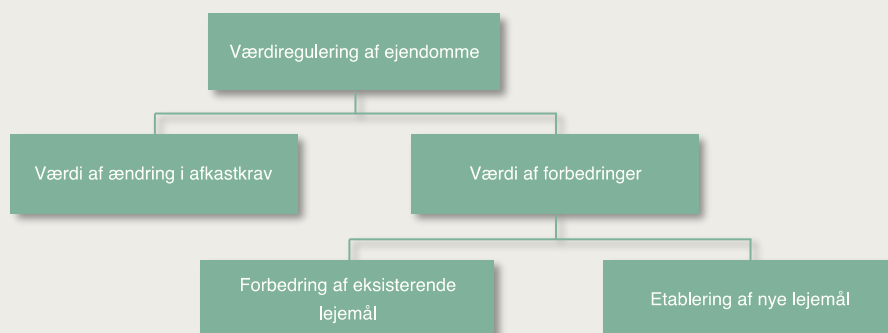 Værdiregulering af ejendomme
Værdi af ændring i afkastkrav
Værdi af forbedringer
Forbedring af eksisterende
lejemål
Etablering af nye lejemål